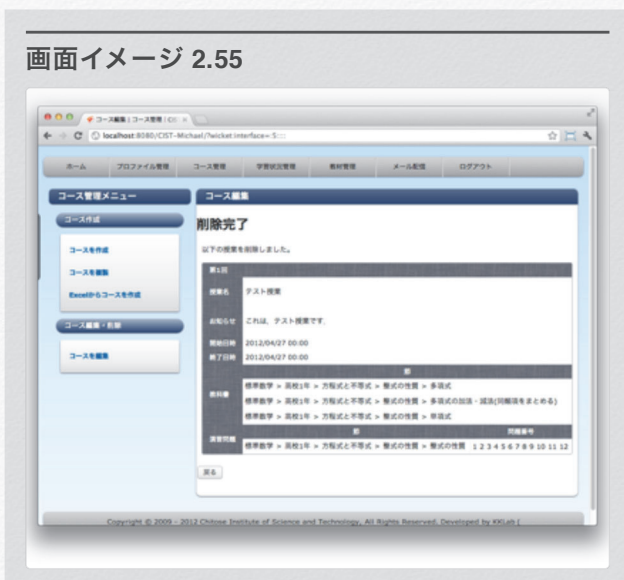 画面イメージ 2.55
コース編集 | コース管理 | CIS
localhost:8080/CIST-Michael/?wicket:interface=:5::::
ホーム プロファイル管理 コース管理 学習状況管理 教材管理 メール配信 ログアウト
コース管理メニュー
コース作成
コースを作成
コースを複製
Excelからコースを作成
コース編集・削除
コースを編集
コース編集
削除完了
以下の授業を削除しました。
第1回
授業名 テスト授業
お知らせ これは、テスト授業です.
開始日時 2012/04/27 00:00
終了日時 2012/04/27 00:00
教科書
節
標準数学 > 高校1年 > 方程式と不等式 > 整式の性質 > 多項式
標準数学 > 高校1年 > 方程式と不等式 > 整式の性質 > 多項式の加法・減法(同類項をまとめる)
標準数学 > 高校1年 > 方程式と不等式 > 整式の性質 > 単項式
演習問題
節 問題番号
標準数学 > 高校1年 > 方程式と不等式 > 整式の性質 > 整式の性質 1 2 3 4 5 6 7 8 9 10 11 12
戻る
Copyright © 2009 - 2012 Chitose Institute of Science and Technology, All Rights Reserved. Developed by KKLab (